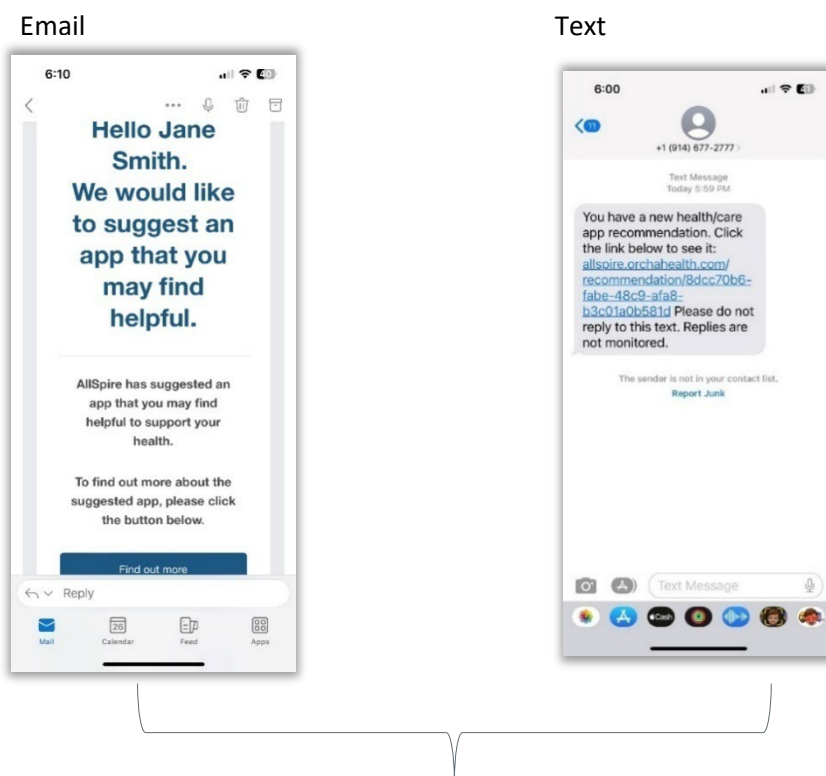 Email
Text
6:10
40
Hello Jane
Smith.
We would like
to suggest an
app that you
may find
helpful.
AllSpire has suggested an
app that you may find
helpful to support your
health.
To find out more about the
suggested app, please click
the button below.
Find out more
Reply
26
Mail
Calendar
Feed
Apps
6:00
11
+1 (914) 677-2777
Text Message
Today 5:59 PM
You have a new health/care
app recommendation. Click
the link below to see it:
allspire.orchahealth.com/
recommendation/8dcc70b6-
fabe-48c9-afa8-
b3c01a0b581d Please do not
reply to this text. Replies are
not monitored.
The sender is not in your contact list.
Report Junk
Text Message
Cash